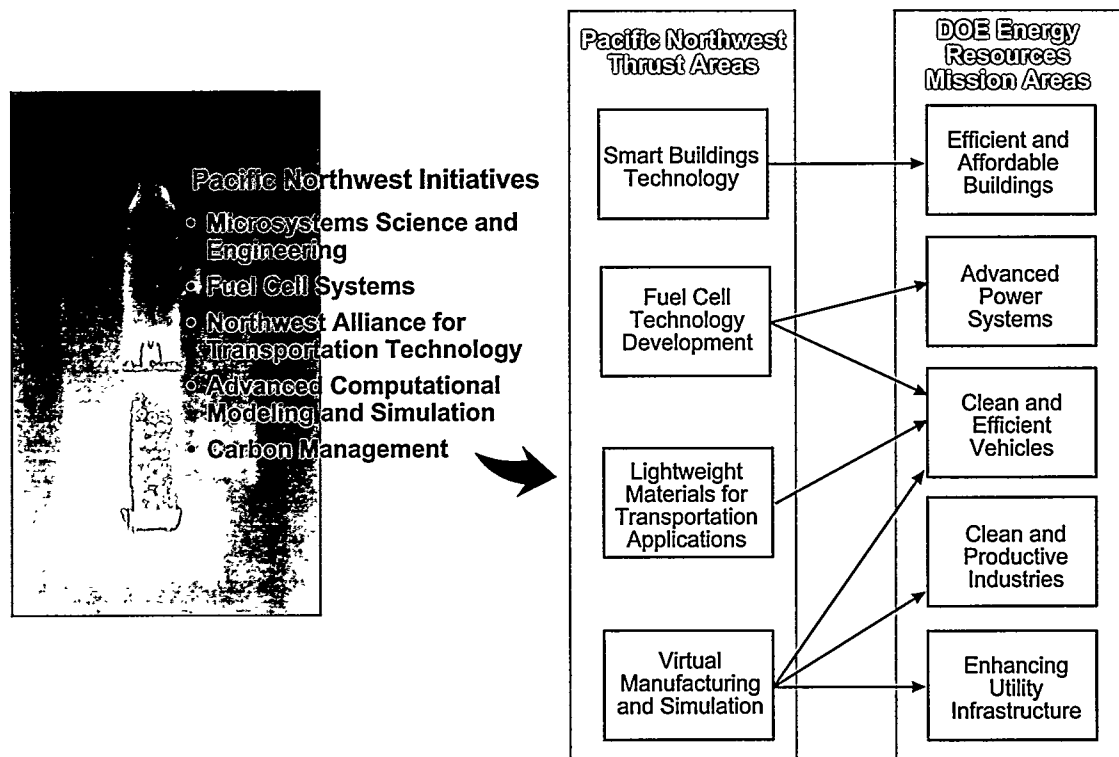 Pacific Northwest Initiatives
• Microsystems Science and
Engineering
• Fuel Cell Systems
• Northwest Alliance for
Transportation Technology
• Advanced Computational
Modeling and Simulation
• Carbon Management
Pacific Northwest
Thrust Areas
Smart Buildings
Technology
Fuel Cell
Technology
Development
Lightweight
Materials for
Transportation
Applications
Virtual
Manufacturing
and Simulation
DOE Energy
Resources
Mission Areas
Efficient and
Affordable
Buildings
Advanced
Power
Systems
Clean and
Efficient
Vehicles
Clean and
Productive
Industries
Enhancing
Utility
Infrastructure